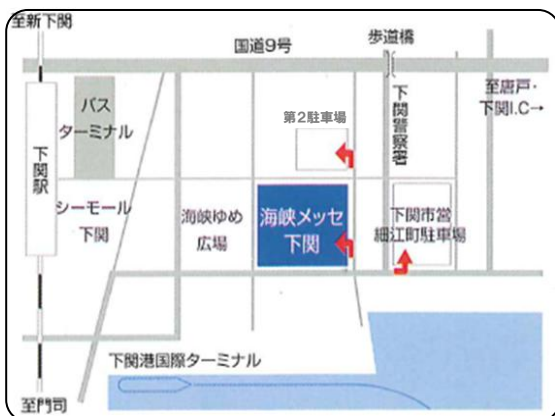 至新下関
国道9号
歩道橋
バス
ターミナル
第2駐車場
下関警察署
至唐戸・
下関I.C→
下関駅
シーモール
下関
海峡ゆめ
広場
海峡メッセ
下関
下関市営
細江町駐車場
下関港国際ターミナル
至門司